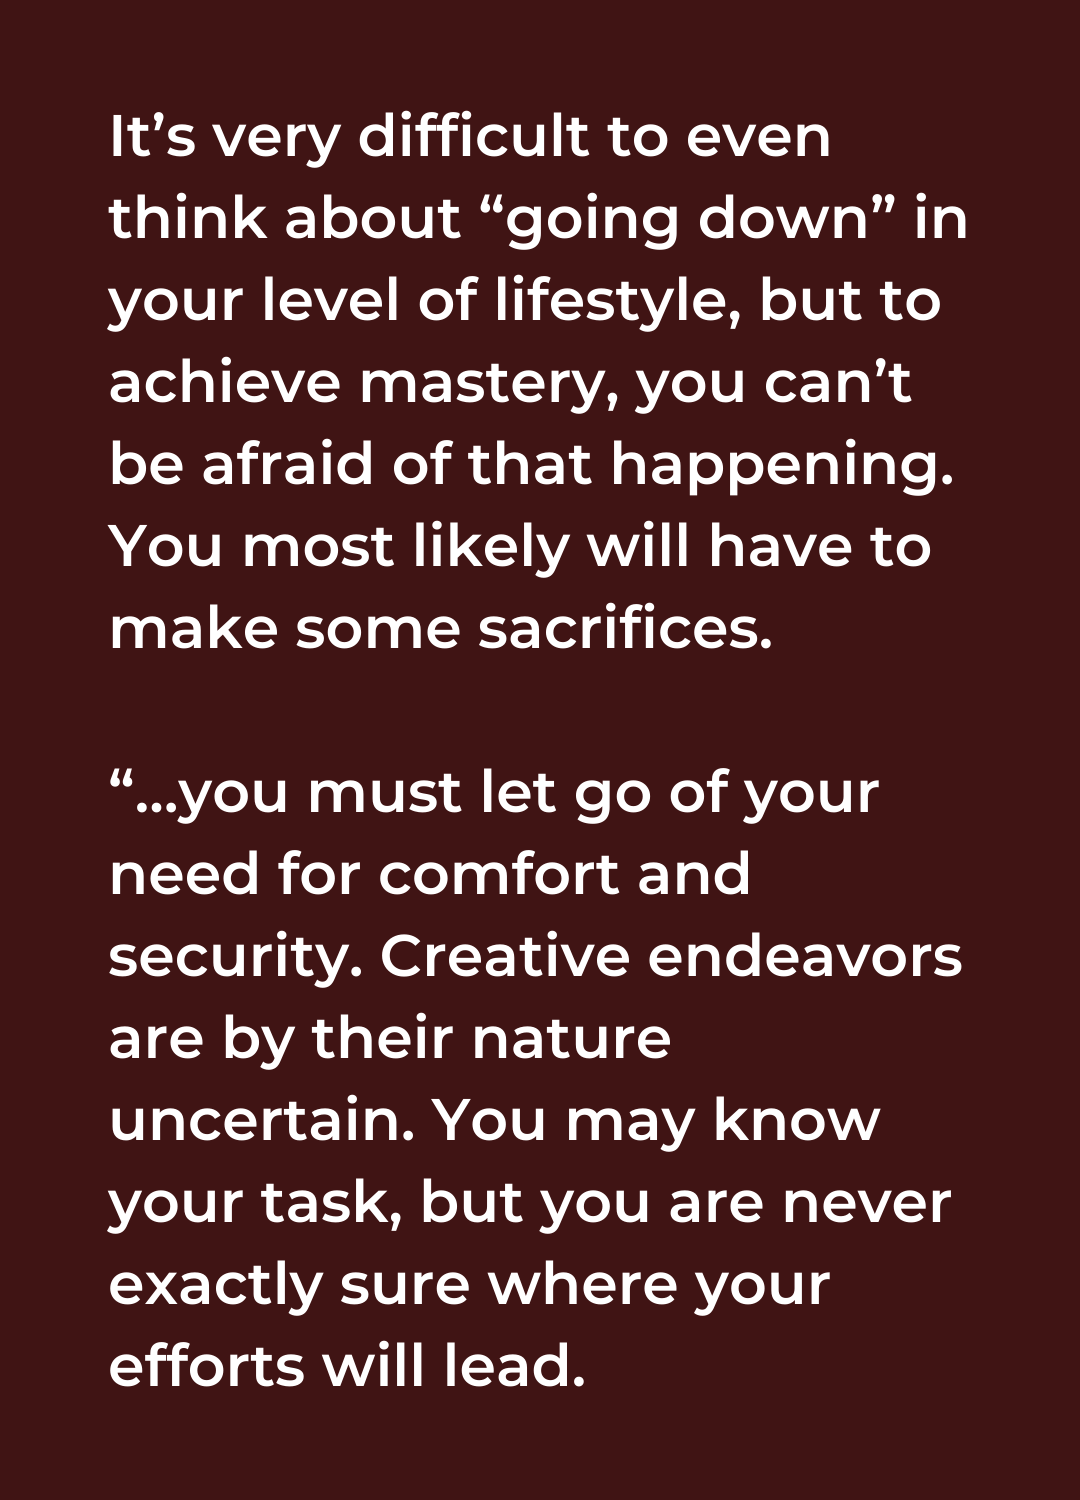 It’s very difficult to even
think about “going down” in
your level of lifestyle, but to
achieve mastery, you can’t
be afraid of that happening.
You most likely will have to
make some sacrifices.
“...you must let go of your
need for comfort and
security. Creative endeavors
are by their nature
uncertain. You may know
your task, but you are never
exactly sure where your
efforts will lead.